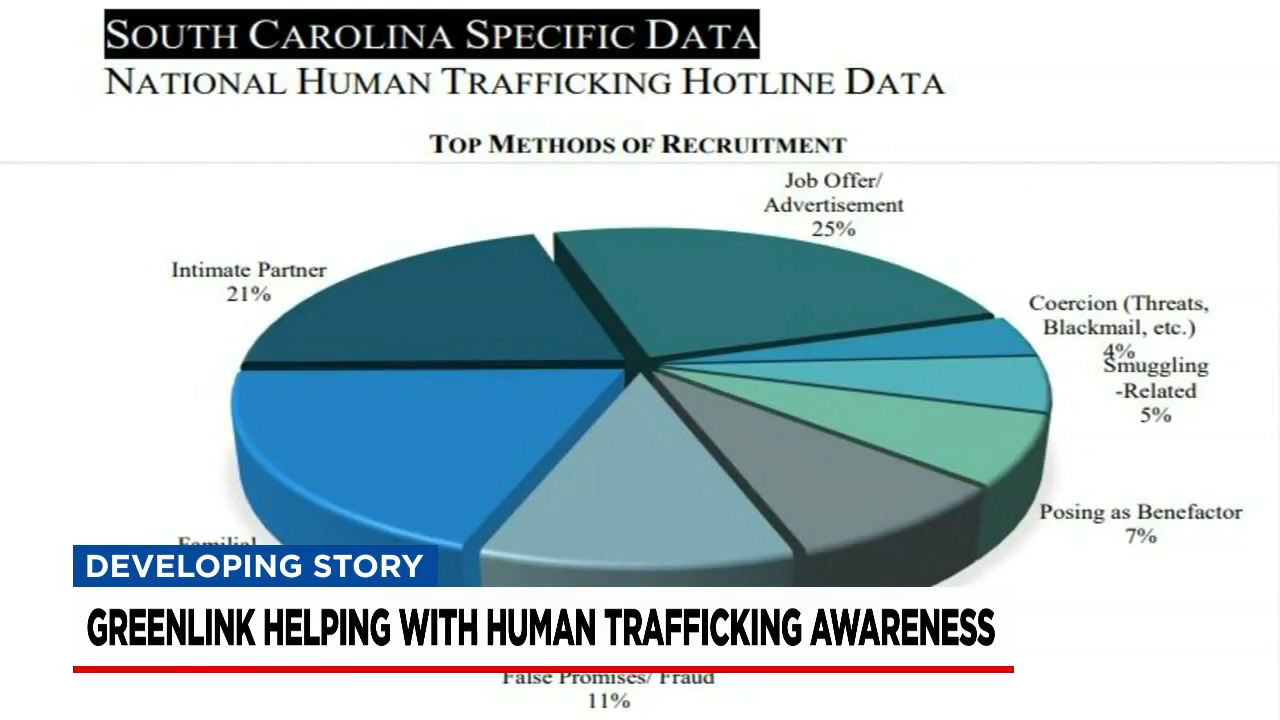 SOUTH CAROLINA SPECIFIC DATA
NATIONAL HUMAN TRAFFICKING HOTLINE DATA
TOP METHODS OF RECRUITMENT
Job Offer/
Advertisement
25%
Intimate Partner
21%
Coercion (Threats,
Blackmail, etc.)
4%
Smuggling
-Related
5%
Posing as Benefactor
7%
Familial
DEVELOPING STORY
GREENLINK HELPING WITH HUMAN TRAFFICKING AWARENESS
False Promises/ Fraud
11%